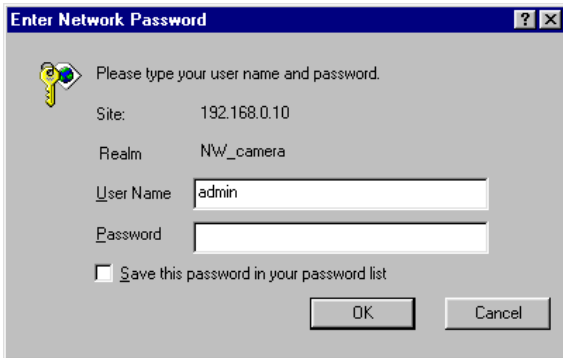 Enter Network Password
Please type your user name and password.
Site: 192.168.0.10
Realm NW_camera
User Name admin
Password
Save this password in your password list
OK Cancel